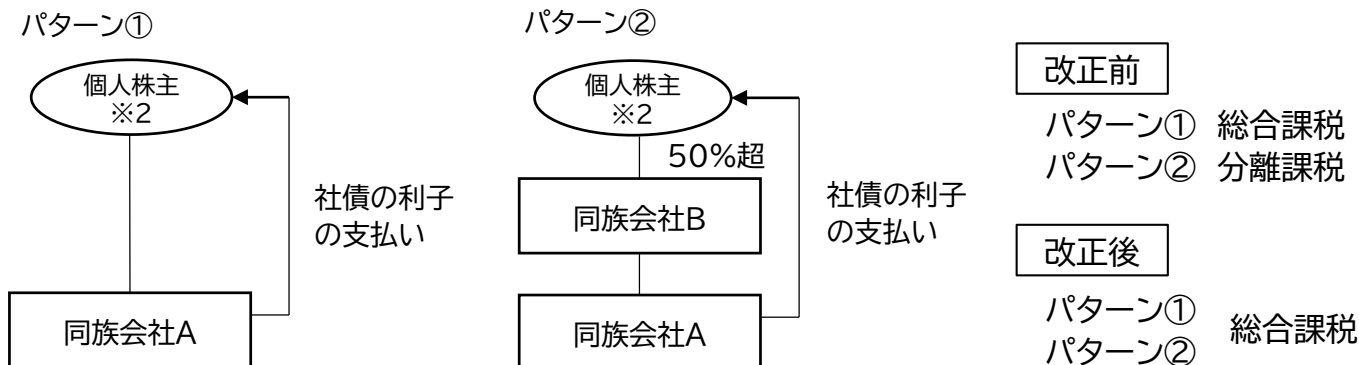 パターン①
個人株主
※2
社債の利子
の支払い
同族会社A
パターン②
個人株主
※2
50%超
同族会社B
社債の利子
の支払い
同族会社A
改正前
パターン① 総合課税
パターン② 分離課税
改正後
パターン①
パターン②
総合課税